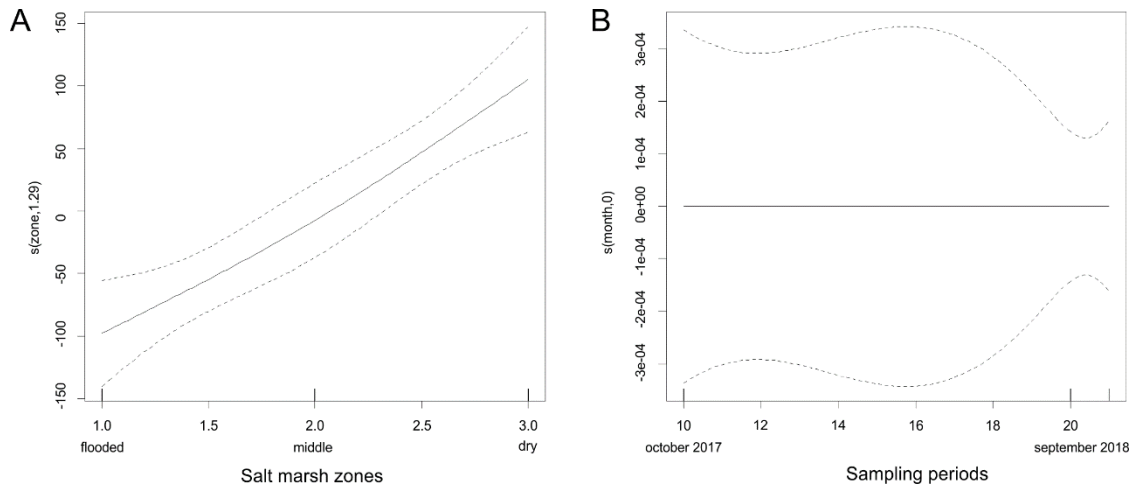 A
150
100
50
0
-50
-100
-150
s(zone,1.29)
1.0 1.5 2.0 2.5 3.0
flooded middle dry
Salt marsh zones
B
3e-04
2e-04
1e-04
0e+00
-1e-04
-2e-04
-3e-04
s(month,0)
10 12 14 16 18 20
october 2017 september 2018
Sampling periods